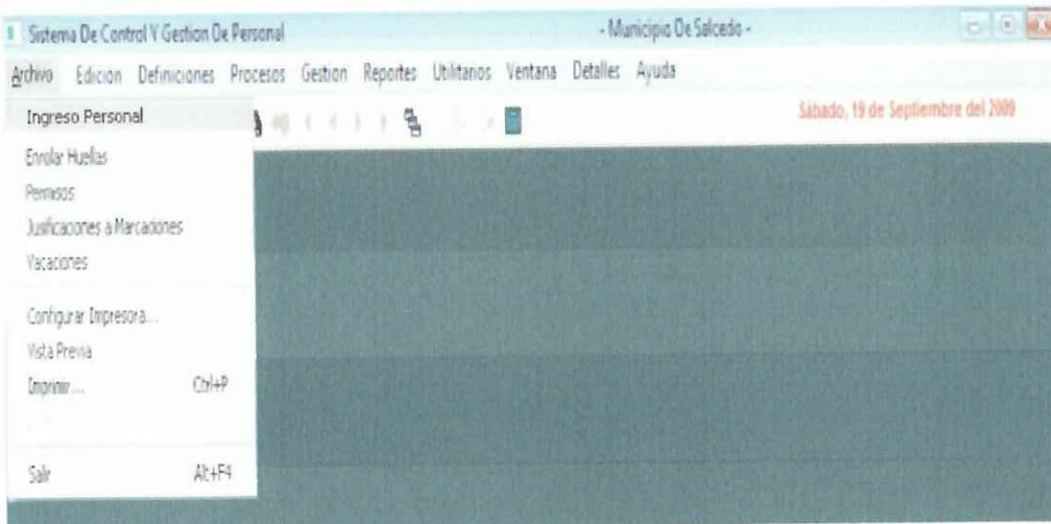 Sistema De Control Y Gestion De Personal - Municipio De Salcedo -
Archivo Edicion Definiciones Procesos Gestion Reportes Utilitarios Ventana Detalles Ayuda
Sábado, 19 de Septiembre del 2009
Ingreso Personal
Enrolar Huellas
Permisos
Justificaciones a Marcaciones
Vacaciones
Configurar Impresora...
Vista Previa
Imprimir... Ctrl+P
Salir Alt+F4